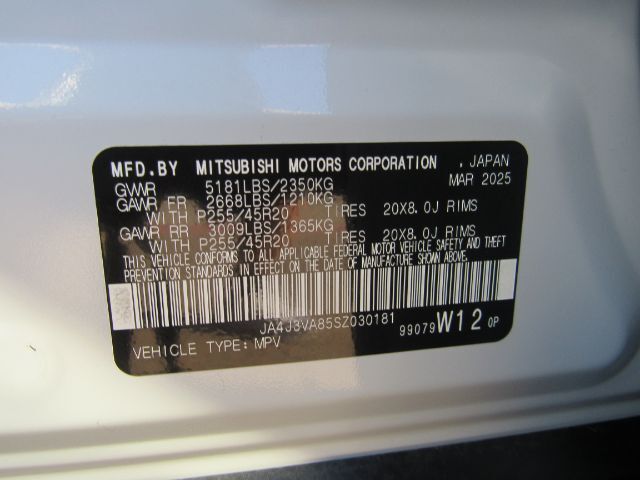 MFD.BY MITSUBISHI MOTORS CORPORATION , JAPAN
GVWR 5181LBS/2350KG MAR 2025
GAWR FR 2668LBS/1210KG
WITH P255/45R20 TIRES 20X8.0J RIMS
GAWR RR 3009LBS/1365KG
WITH P255/45R20 TIRES 20X8.0J RIMS
THIS VEHICLE CONFORMS TO ALL APPLICABLE FEDERAL MOTOR VEHICLE SAFETY AND THEFT
PREVENTION STANDARDS IN EFFECT ON THE DATE OF MANUFACTURE SHOWN ABOVE.
JA4J3VA85SZ030181
99079 W12 0P
VEHICLE TYPE: MPV